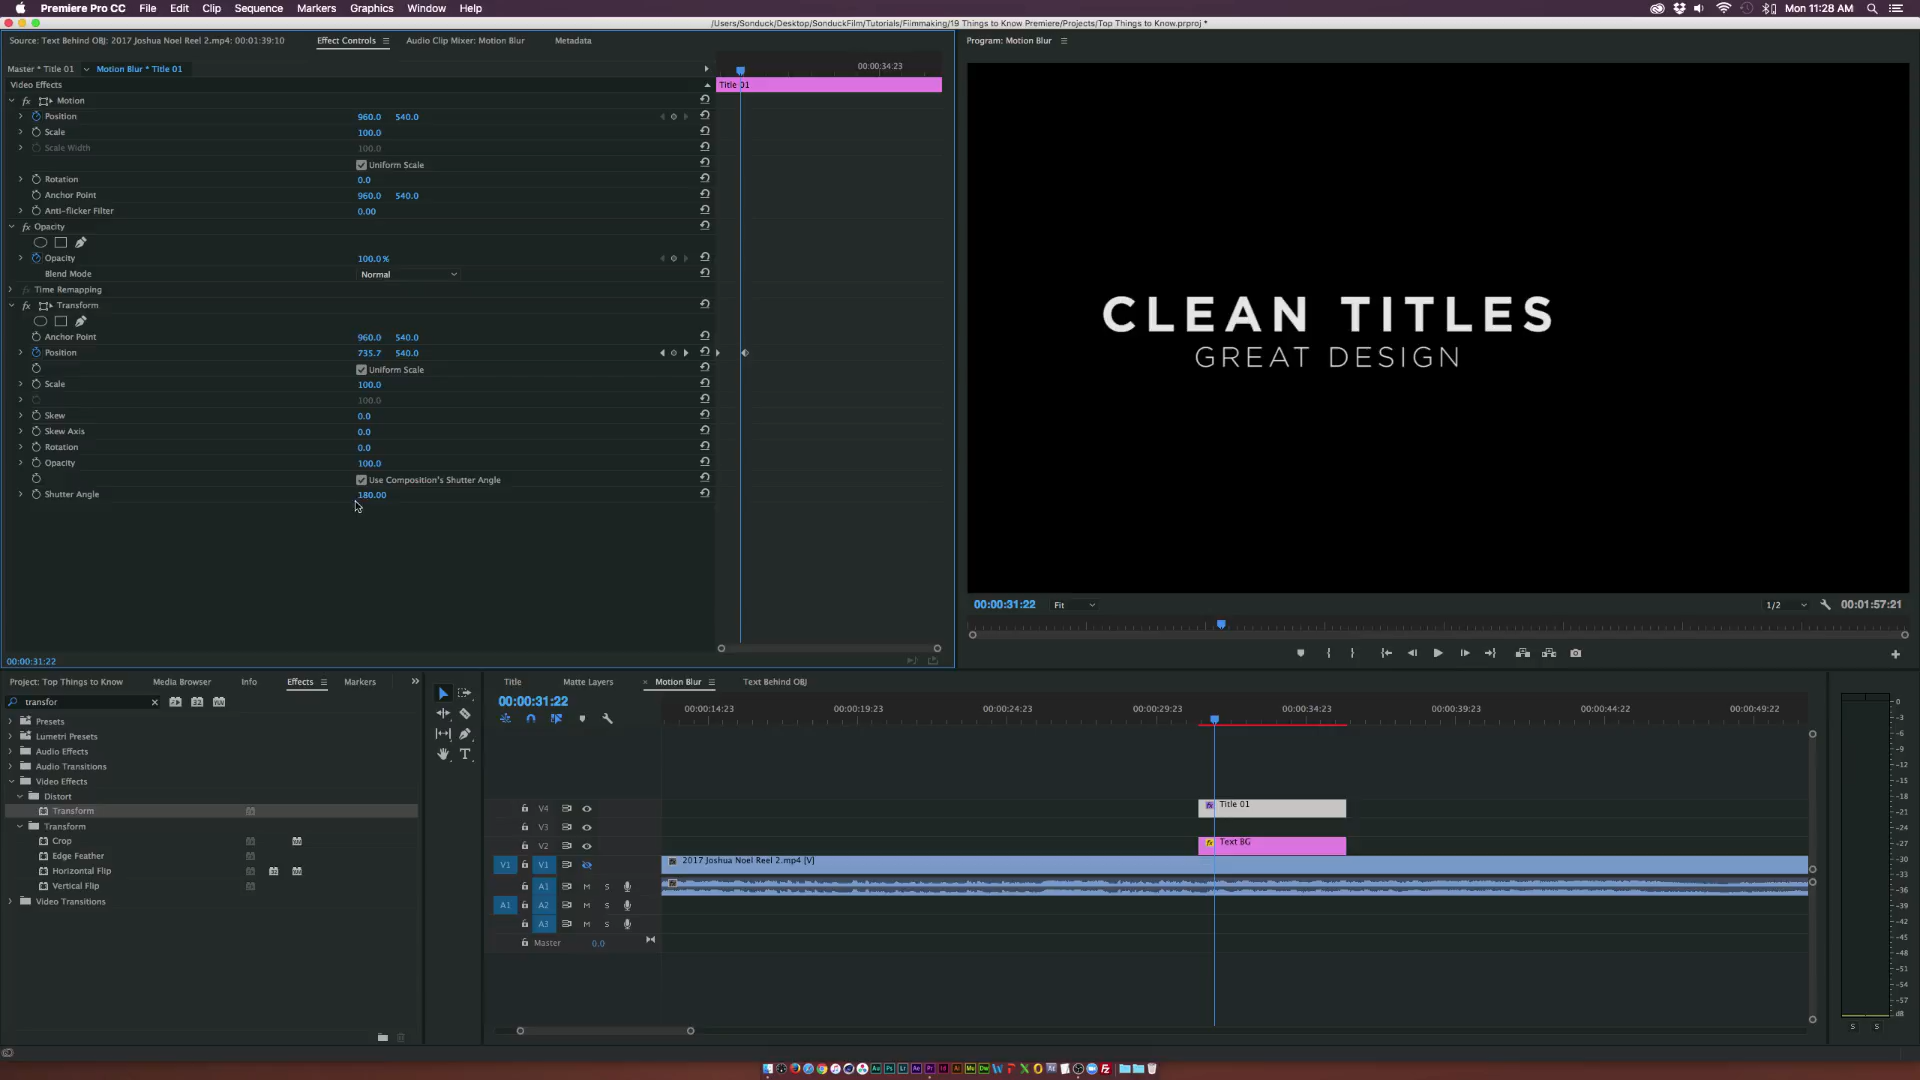 Premiere Pro CC File Edit Clip Sequence Markers Graphics Window Help Mon 11:28 AM
/Users/Sonduck/Desktop/SonduckFilm/Tutorials/Filmmaking/19 Things to Know Premiere/Projects/Top Things to Know.prproj *
Source: Text Behind OBJ: 2017 Joshua Noel Reel 2.mp4: 00:01:39:10 Effect Controls Audio Clip Mixer: Motion Blur Metadata
Program: Motion Blur
Master * Title 01 Motion Blur * Title 01 00:00:34:23
Video Effects Title 01
fx Motion
Position 960.0 540.0
Scale 100.0
Scale Width 100.0
Uniform Scale
Rotation 0.0
Anchor Point 960.0 540.0
Anti-flicker Filter 0.00
fx Opacity
Opacity 100.0 %
Blend Mode Normal
fx Time Remapping
fx Transform
Anchor Point 960.0 540.0
Position 735.7 540.0
Uniform Scale
Scale 100.0
100.0
Skew 0.0
Skew Axis 0.0
Rotation 0.0
Opacity 100.0
Use Composition's Shutter Angle
Shutter Angle 180.00
00:00:31:22
CLEAN TITLES
GREAT DESIGN
00:00:31:22 Fit 1/2 00:01:57:21
Project: Top Things to Know Media Browser Info Effects Markers
transfor
Presets
Lumetri Presets
Audio Effects
Audio Transitions
Video Effects
Distort
Transform
Transform
Crop
Edge Feather
Horizontal Flip
Vertical Flip
Video Transitions
Title Matte Layers Motion Blur Text Behind OBJ
00:00:31:22
00:00:14:23 00:00:19:23 00:00:24:23 00:00:29:23 00:00:34:23 00:00:39:23 00:00:44:22 00:00:49:22
V4 fx Title 01
V3
V2 fx Text BG
V1 V1 2017 Joshua Noel Reel 2.mp4 [V]
A1 M S
A1 A2 M S
A3 M S
Master 0.0
0
-3
-6
-9
-12
-15
-18
-21
-24
-27
-30
-33
-36
-39
-42
-45
-48
-51
-54
-57
dB
S S